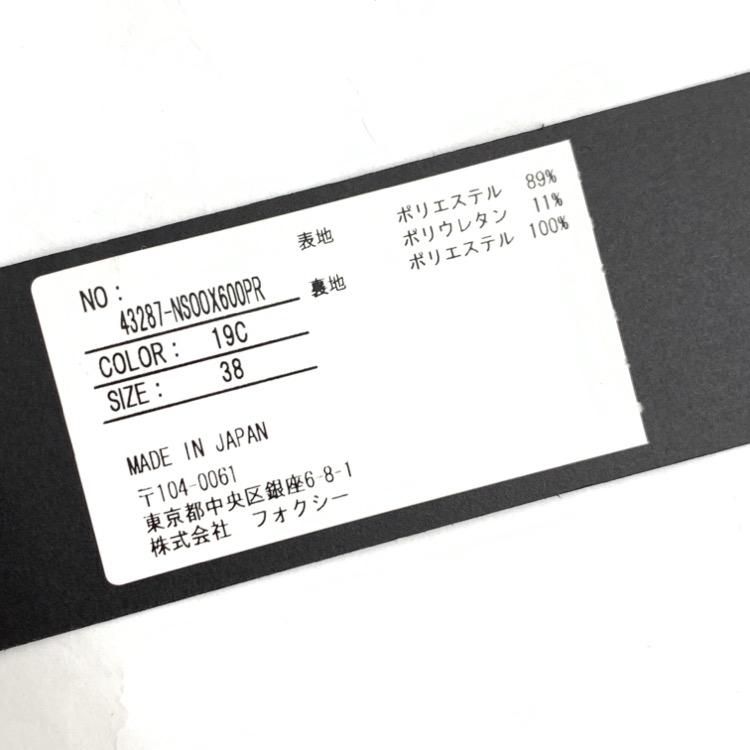 表地 ポリエステル 89%
ポリウレタン 11%
裏地 ポリエステル 100%
NO :
43287-NS00X600PR
COLOR : 19C
SIZE : 38
MADE IN JAPAN
〒104-0061
東京都中央区銀座6-8-1
株式会社 フォクシー